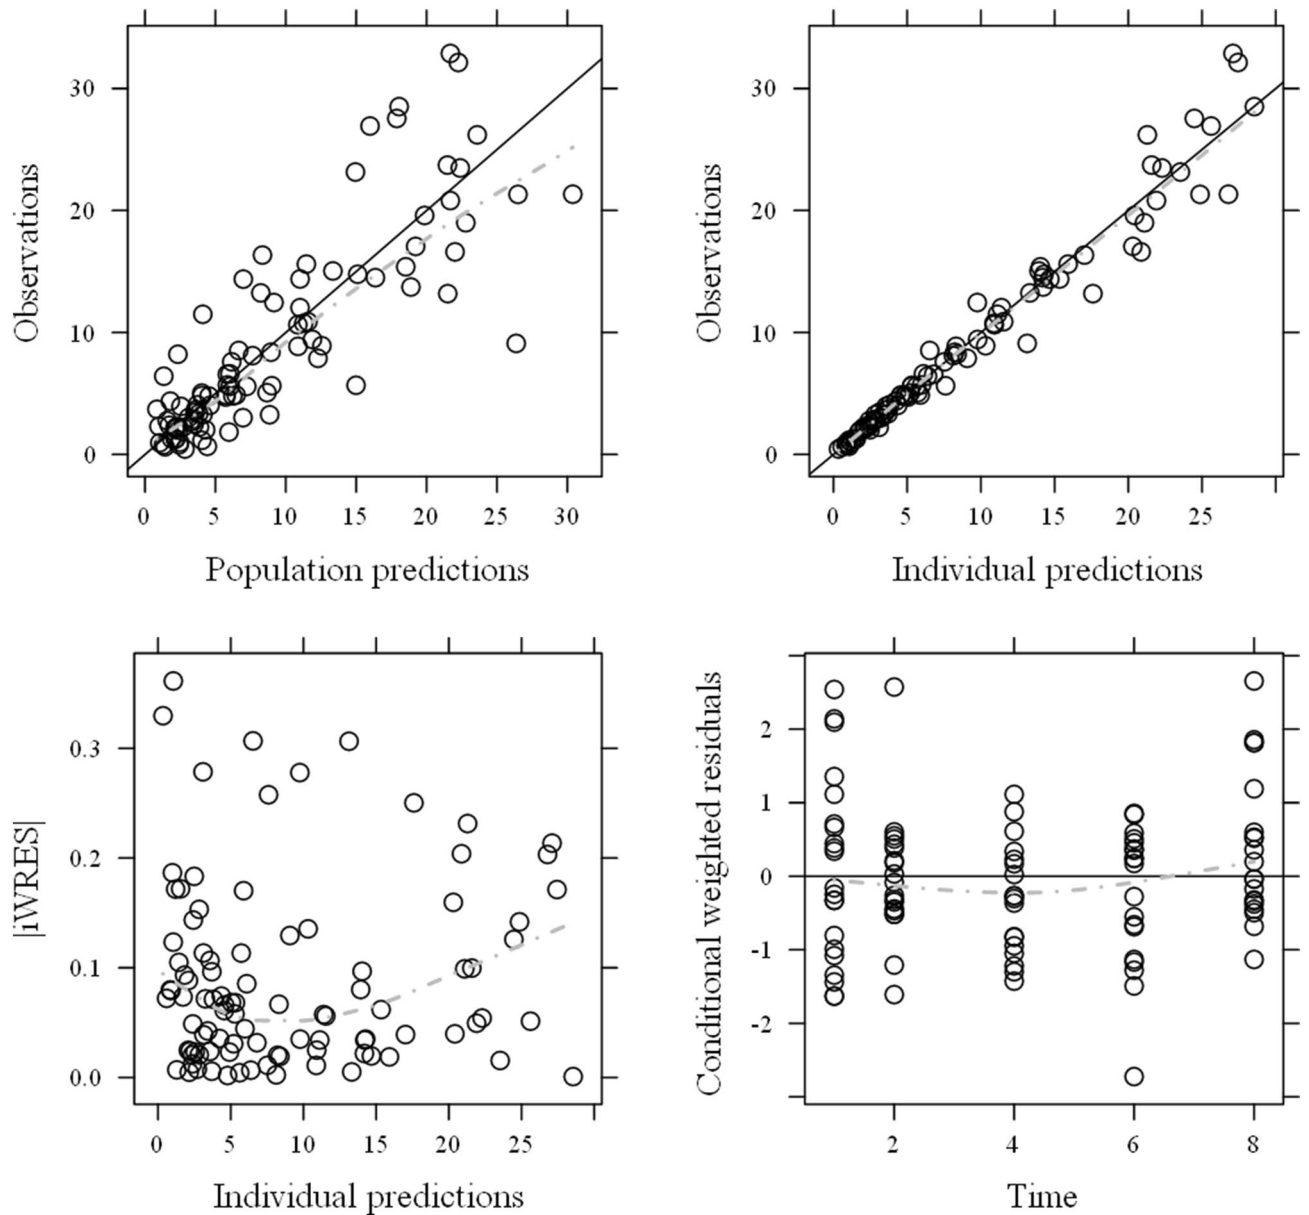 Observations
30
20
10
0
0 5 10 15 20 25 30
Population predictions
Observations
30
20
10
0
0 5 10 15 20 25
Individual predictions
|iWRES|
0.3
0.2
0.1
0.0
0 5 10 15 20 25
Individual predictions
Conditional weighted residuals
2
1
0
-1
-2
2 4 6 8
Time